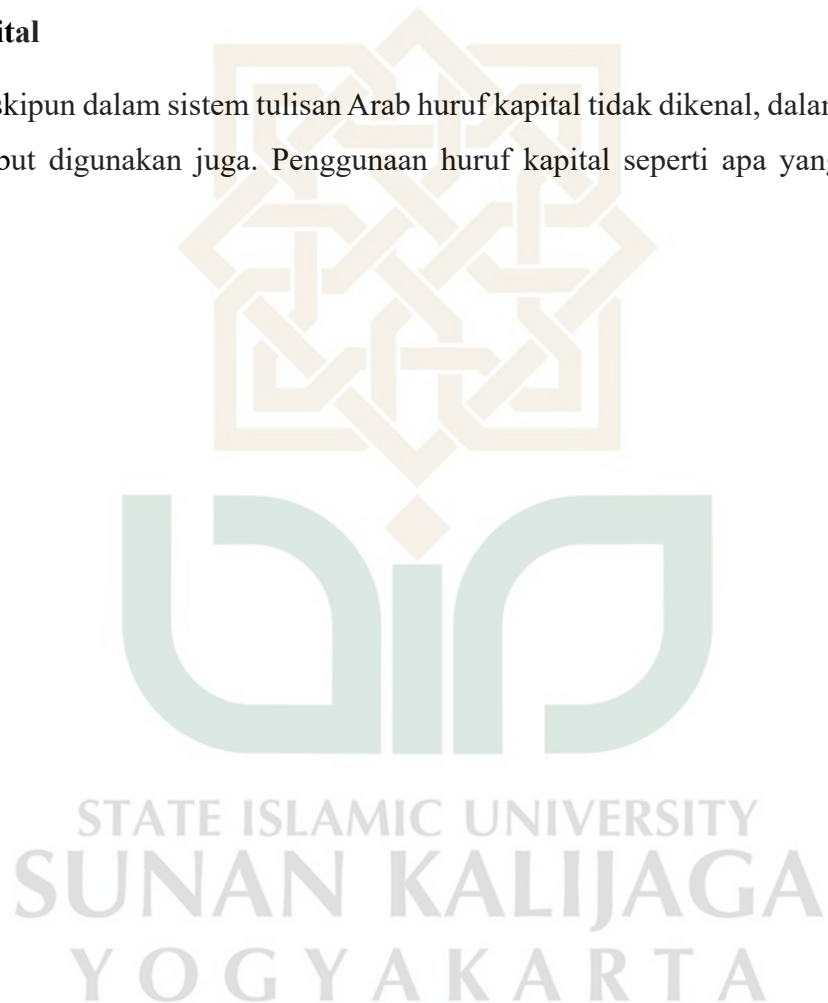 ital
skipun dalam sistem tulisan Arab huruf kapital tidak dikenal, dalam
but digunakan juga. Penggunaan huruf kapital seperti apa yang
STATE ISLAMIC UNIVERSITY
SUNAN KALIJAGA
YOGYAKARTA